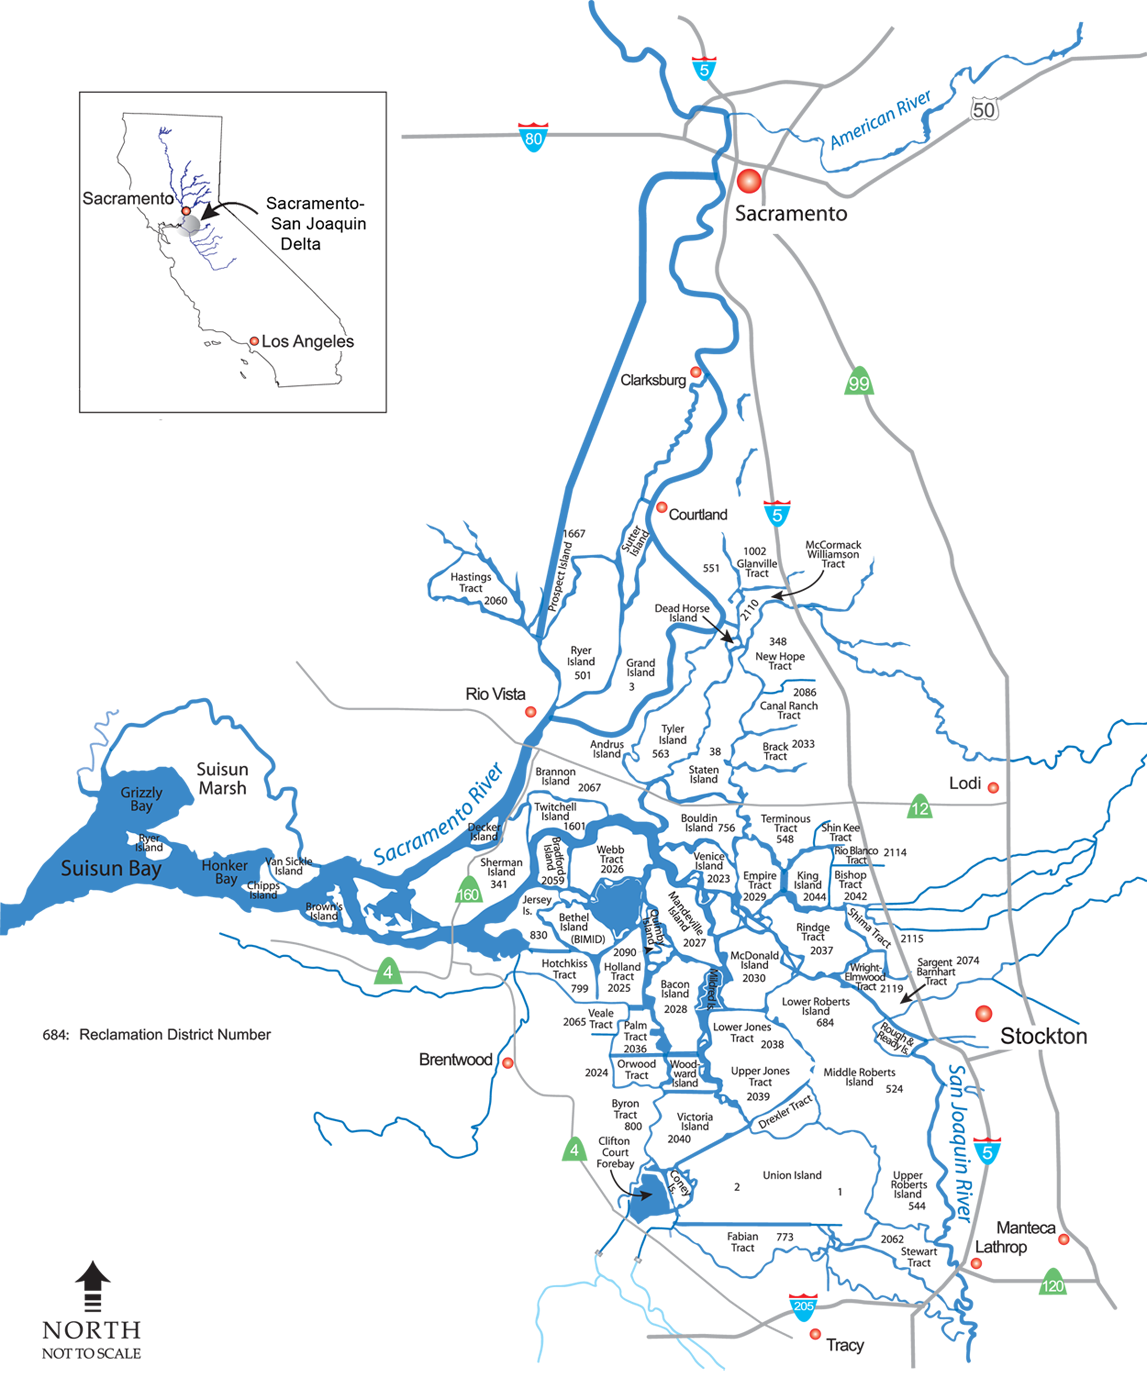 5
American River
50
80
Sacramento
Sacramento
Sacramento-
San Joaquin
Delta
Los Angeles
Clarksburg
99
Courtland
5
1667
Prospect Island
Sutter
Island
551
1002
Glanville
Tract
McCormack
Williamson
Tract
Hastings
Tract
2060
Dead Horse
Island
2110
348
New Hope
Tract
Ryer
Island
501
Grand
Island
3
Rio Vista
2086
Canal Ranch
Tract
Andrus
Island
Tyler
Island
563
38
Staten
Island
Brack
Tract
2033
Suisun
Marsh
Grizzly
Bay
Ryer
Island
Suisun Bay
Honker
Bay
Van Sickle
Island
Chipps
Island
Brown's
Island
Sacramento River
Decker
Island
Brannon
Island
2067
Twitchell
Island
1601
Lodi
12
Bouldin
Island 756
Terminous
Tract
548
Shin Kee
Tract
Rio Blanco
Tract
2114
Sherman
Island
341
160
Bradford
Island
2059
Webb
Tract
2026
Venice
Island
2023
Empire
Tract
2029
King
Island
2044
Bishop
Tract
2042
Jersey
Is.
830
Bethel
Island
(BIMID)
Quimby
Island
2090
Mandeville
Island
2027
Shima Tract
2115
Rindge
Tract
2037
McDonald
Island
2030
Wright-
Elmwood
Tract 2119
Sargent
Barnhart
Tract
2074
4
Hotchkiss
Tract
799
Holland
Tract
2025
Bacon
Island
2028
Mildred Is.
Lower Roberts
Island
684
Rough &
Ready Is.
Stockton
684: Reclamation District Number
2065
Veale
Tract
Palm
Tract
2036
Lower Jones
Tract 2038
Brentwood
2024
Orwood
Tract
Wood-
ward
Island
Upper Jones
Tract
2039
Middle Roberts
Island
524
Drexler Tract
San Joaquin River
Byron
Tract
800
Victoria
Island
2040
4
Clifton
Court
Forebay
Coney
Is.
Union Island
2
1
Upper
Roberts
Island
544
5
Fabian
Tract
773
2062
Stewart
Tract
Manteca
Lathrop
120
205
Tracy
NORTH
NOT TO SCALE